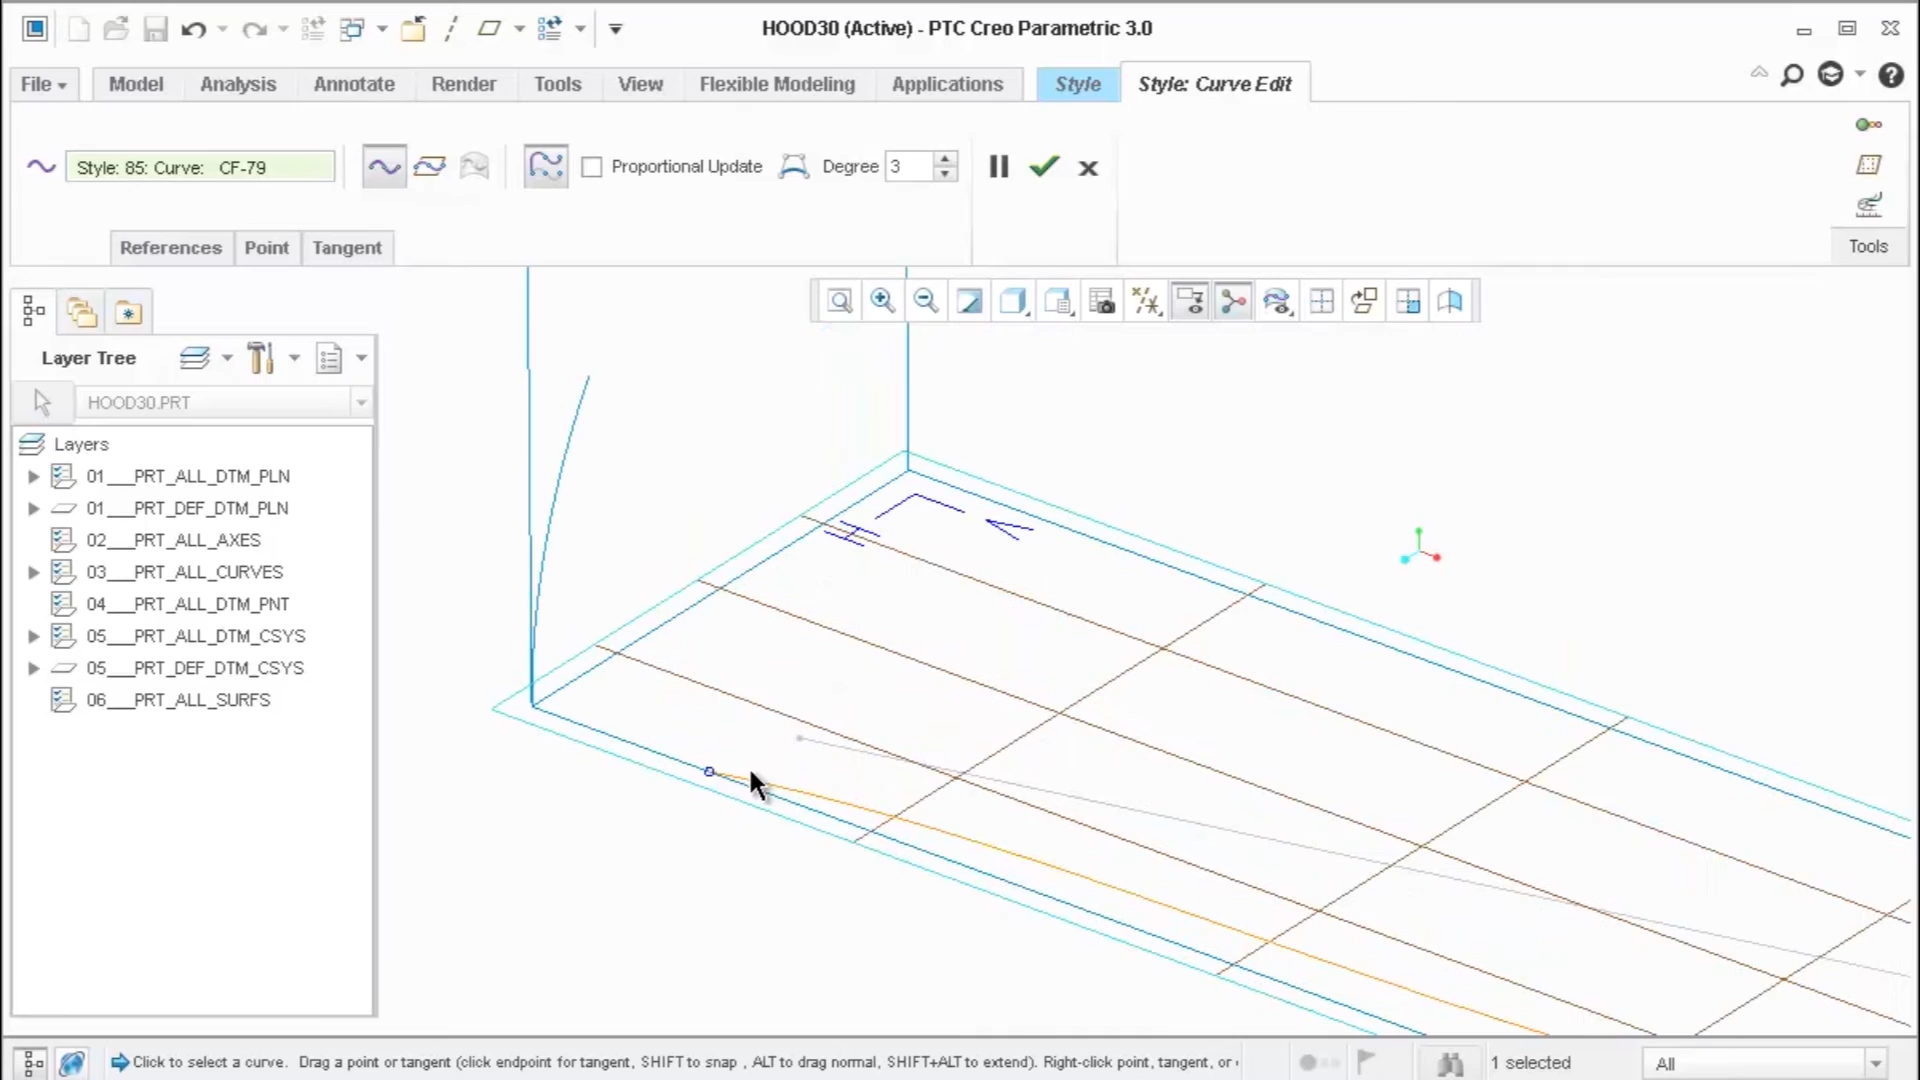 HOOD30 (Active) - PTC Creo Parametric 3.0
File Model Analysis Annotate Render Tools View Flexible Modeling Applications Style Style: Curve Edit
Style: 85: Curve: CF-79 Proportional Update Degree 3
References Point Tangent
Tools
Layer Tree
HOOD30.PRT
Layers
01___PRT_ALL_DTM_PLN
01___PRT_DEF_DTM_PLN
02___PRT_ALL_AXES
03___PRT_ALL_CURVES
04___PRT_ALL_DTM_PNT
05___PRT_ALL_DTM_CSYS
05___PRT_DEF_DTM_CSYS
06___PRT_ALL_SURFS
Click to select a curve. Drag a point or tangent (click endpoint for tangent, SHIFT to snap , ALT to drag normal, SHIFT+ALT to extend). Right-click point, tangent, or
1 selected
All